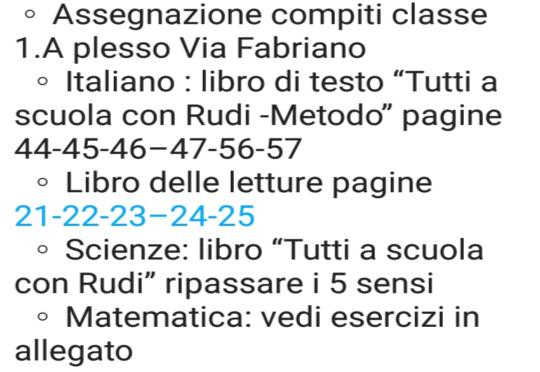 ◦ Assegnazione compiti classe
1.A plesso Via Fabriano
◦ Italiano : libro di testo “Tutti a
scuola con Rudi -Metodo” pagine
44-45-46–47-56-57
◦ Libro delle letture pagine
21-22-23–24-25
◦ Scienze: libro “Tutti a scuola
con Rudi” ripassare i 5 sensi
◦ Matematica: vedi esercizi in
allegato